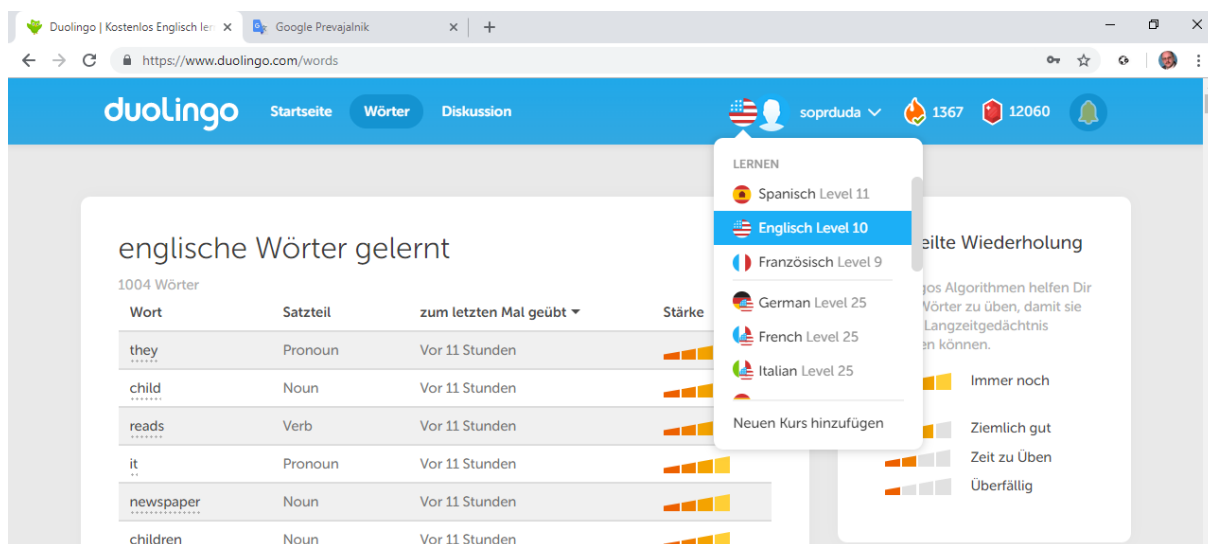 Duolingo | Kostenlos Englisch ler
Google Prevajalnik
https://www.duolingo.com/words
duolingo Startseite Wörter Diskussion soprduda 1367 12060
LERNEN
Spanisch Level 11
Englisch Level 10
Französisch Level 9
German Level 25
French Level 25
Italian Level 25
Neuen Kurs hinzufügen
englische Wörter gelernt
1004 Wörter
Wort Satzteil zum letzten Mal geübt Stärke
they Pronoun Vor 11 Stunden
child Noun Vor 11 Stunden
reads Verb Vor 11 Stunden
it Pronoun Vor 11 Stunden
newspaper Noun Vor 11 Stunden
children Noun Vor 11 Stunden
Wiederholung
Algorithmen helfen Dir
zu üben, damit sie
Langzeitgedächtnis
können.
Immer noch
Ziemlich gut
Zeit zu Üben
Überfällig